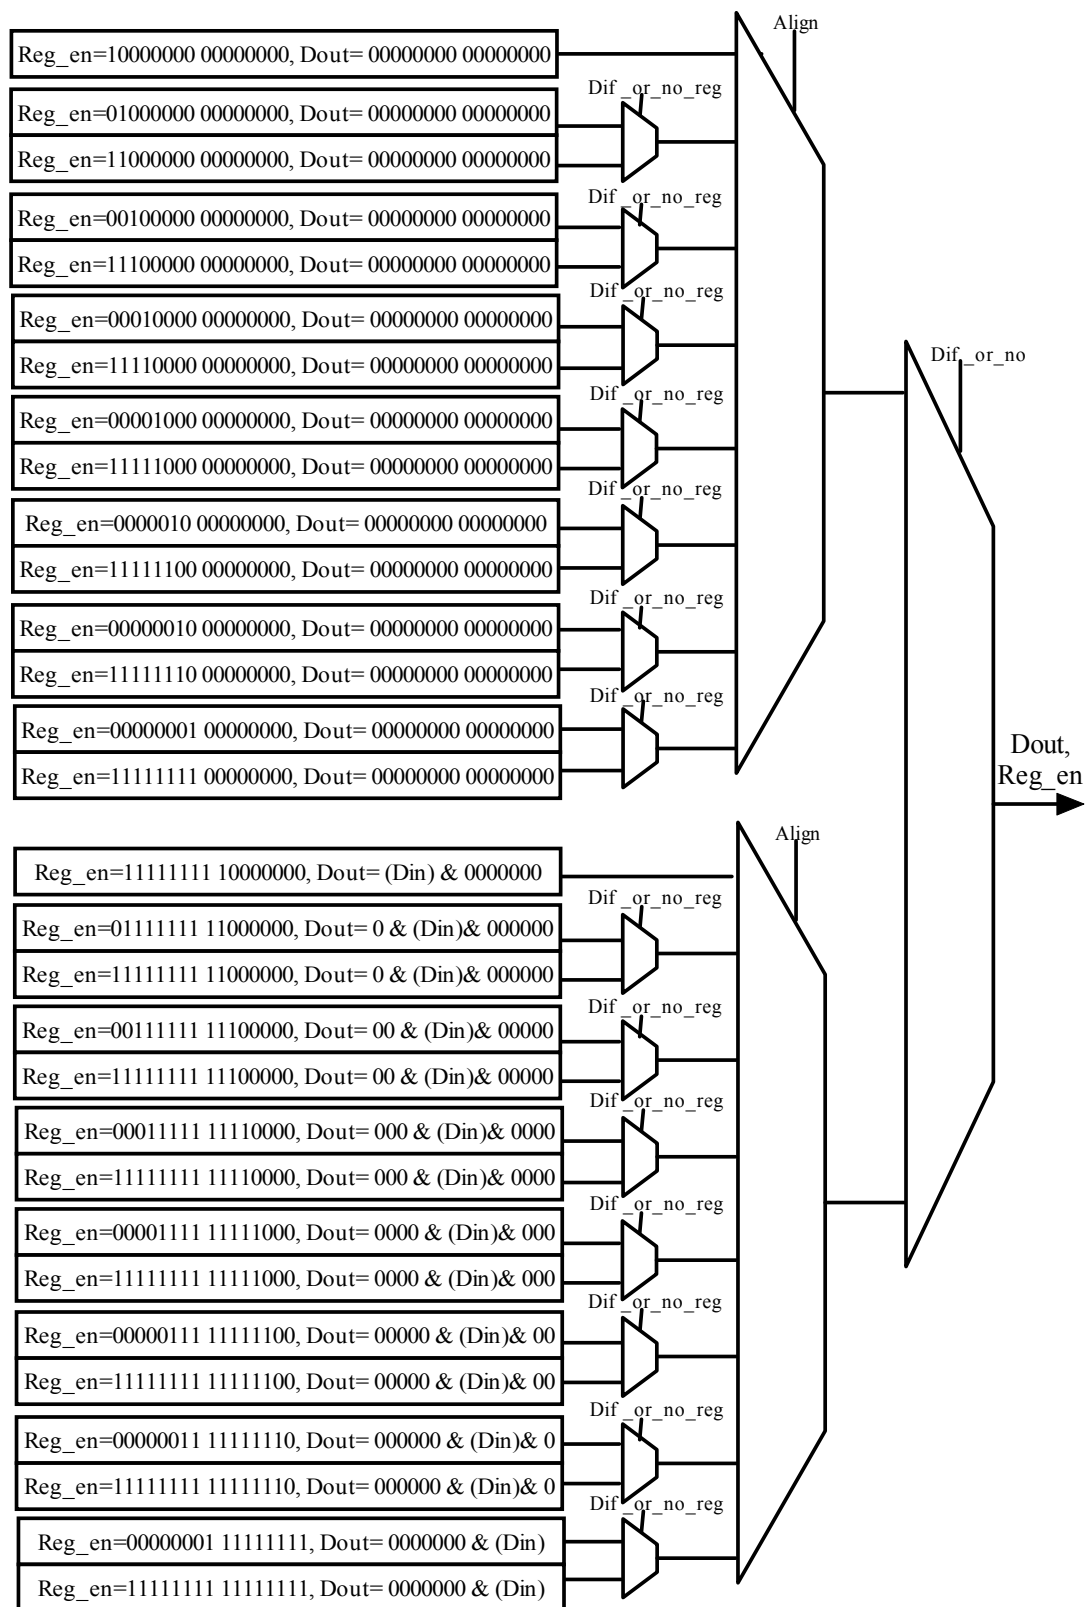 Align
Reg_en=10000000 00000000, Dout= 00000000 00000000
Dif_or_no_reg
Reg_en=01000000 00000000, Dout= 00000000 00000000
Reg_en=11000000 00000000, Dout= 00000000 00000000
Dif_or_no_reg
Reg_en=00100000 00000000, Dout= 00000000 00000000
Reg_en=11100000 00000000, Dout= 00000000 00000000
Dif_or_no_reg
Reg_en=00010000 00000000, Dout= 00000000 00000000
Reg_en=11110000 00000000, Dout= 00000000 00000000
Dif_or_no_reg
Reg_en=00001000 00000000, Dout= 00000000 00000000
Reg_en=11111000 00000000, Dout= 00000000 00000000
Dif_or_no_reg
Reg_en=0000010 00000000, Dout= 00000000 00000000
Reg_en=11111100 00000000, Dout= 00000000 00000000
Dif_or_no_reg
Reg_en=00000010 00000000, Dout= 00000000 00000000
Reg_en=11111110 00000000, Dout= 00000000 00000000
Dif_or_no_reg
Reg_en=00000001 00000000, Dout= 00000000 00000000
Reg_en=11111111 00000000, Dout= 00000000 00000000
Dif_or_no
Dout,
Reg_en
Align
Reg_en=11111111 10000000, Dout= (Din) & 0000000
Dif_or_no_reg
Reg_en=01111111 11000000, Dout= 0 & (Din)& 000000
Reg_en=11111111 11000000, Dout= 0 & (Din)& 000000
Dif_or_no_reg
Reg_en=00111111 11100000, Dout= 00 & (Din)& 00000
Reg_en=11111111 11100000, Dout= 00 & (Din)& 00000
Dif_or_no_reg
Reg_en=00011111 11110000, Dout= 000 & (Din)& 0000
Reg_en=11111111 11110000, Dout= 000 & (Din)& 0000
Dif_or_no_reg
Reg_en=00001111 11111000, Dout= 0000 & (Din)& 000
Reg_en=11111111 11111000, Dout= 0000 & (Din)& 000
Dif_or_no_reg
Reg_en=00000111 11111100, Dout= 00000 & (Din)& 00
Reg_en=11111111 11111100, Dout= 00000 & (Din)& 00
Dif_or_no_reg
Reg_en=00000011 11111110, Dout= 000000 & (Din)& 0
Reg_en=11111111 11111110, Dout= 000000 & (Din)& 0
Dif_or_no_reg
Reg_en=00000001 11111111, Dout= 0000000 & (Din)
Reg_en=11111111 11111111, Dout= 0000000 & (Din)